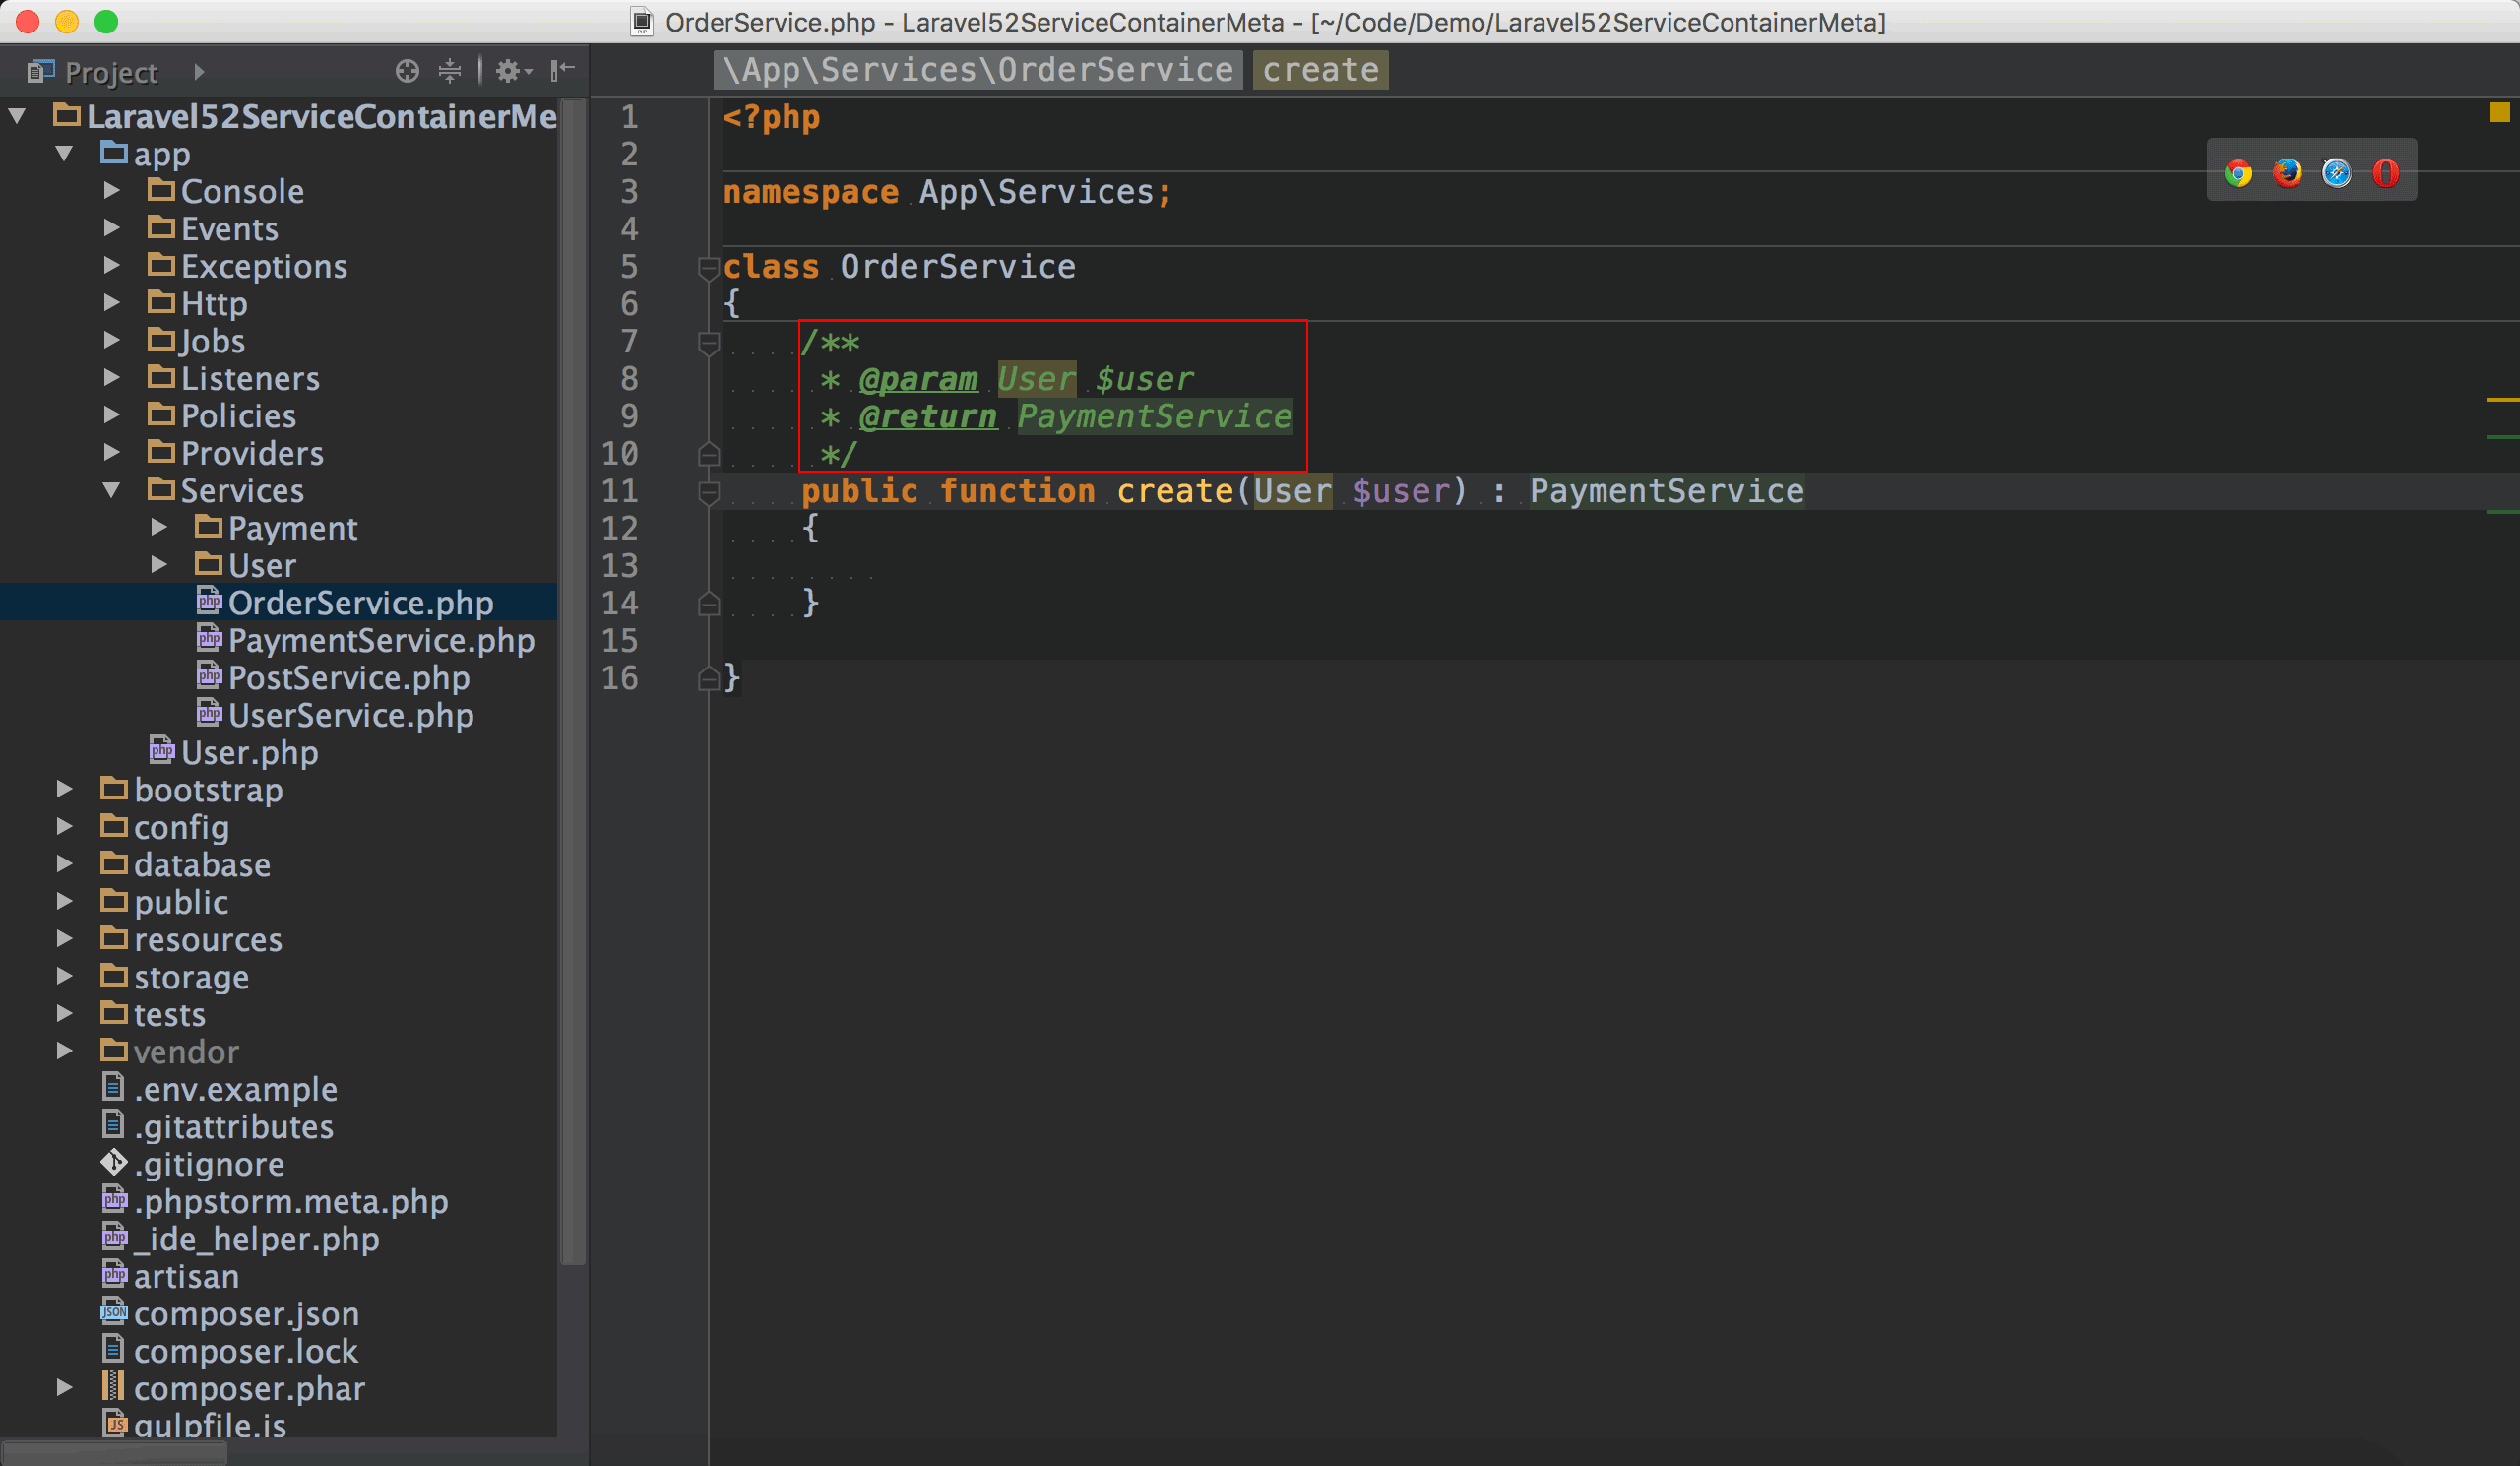 OrderService.php - Laravel52ServiceContainerMeta - [~/Code/Demo/Laravel52ServiceContainerMeta]
Project
\App\Services\OrderService create
Laravel52ServiceContainerMe
app
Console
Events
Exceptions
Http
Jobs
Listeners
Policies
Providers
Services
Payment
User
OrderService.php
PaymentService.php
PostService.php
UserService.php
User.php
bootstrap
config
database
public
resources
storage
tests
vendor
.env.example
.gitattributes
.gitignore
.phpstorm.meta.php
_ide_helper.php
artisan
composer.json
composer.lock
composer.phar
gulpfile.js
1 <?php
2
3 namespace App\Services;
4
5 class OrderService
6 {
7 /**
8 * @param User $user
9 * @return PaymentService
10 */
11 public function create(User $user) : PaymentService
12 {
13
14 }
15
16 }